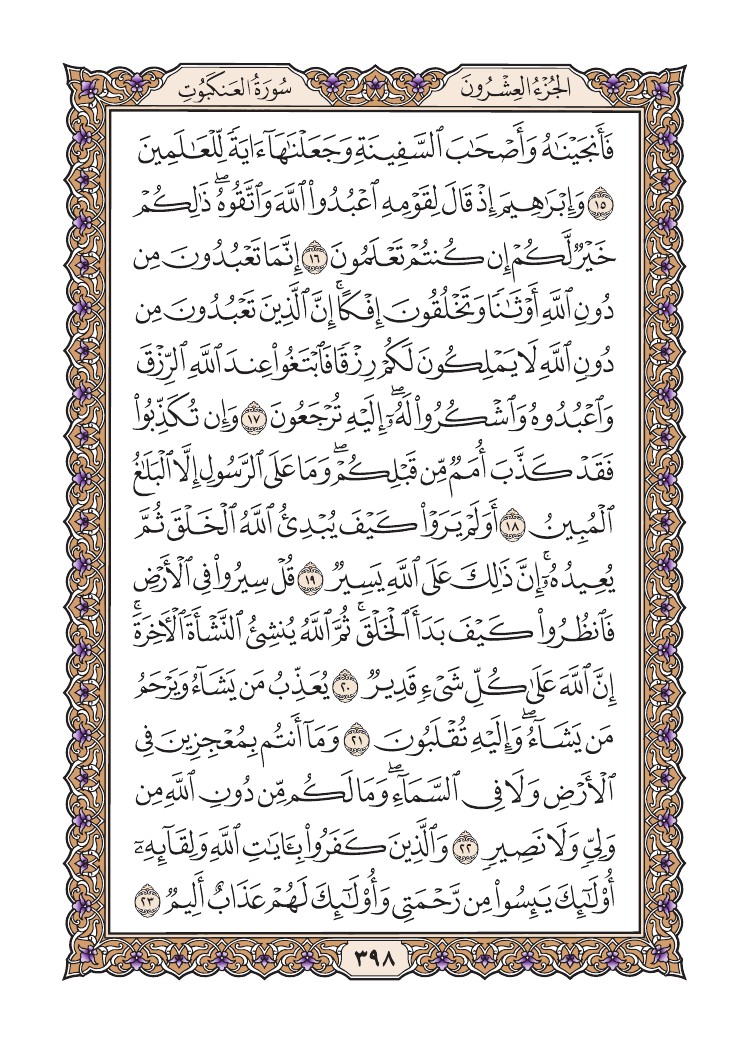 الجُزْءُ العِشْرُونَ
سُورَةُ العَنكَبُوتِ
فَأَنجَيْنَٰهُ وَأَصْحَٰبَ ٱلسَّفِينَةِ وَجَعَلْنَٰهَآ ءَايَةً لِّلْعَٰلَمِينَ
١٥ وَإِبْرَٰهِيمَ إِذْ قَالَ لِقَوْمِهِ ٱعْبُدُوا۟ ٱللَّهَ وَٱتَّقُوهُ ۖ ذَٰلِكُمْ
خَيْرٌ لَّكُمْ إِن كُنتُمْ تَعْلَمُونَ ١٦ إِنَّمَا تَعْبُدُونَ مِن
دُونِ ٱللَّهِ أَوْثَٰنًا وَتَخْلُقُونَ إِفْكًا ۚ إِنَّ ٱلَّذِينَ تَعْبُدُونَ مِن
دُونِ ٱللَّهِ لَا يَمْلِكُونَ لَكُمْ رِزْقًا فَٱبْتَغُوا۟ عِندَ ٱللَّهِ ٱلرِّزْقَ
وَٱعْبُدُوهُ وَٱشْكُرُوا۟ لَهُۥٓ ۖ إِلَيْهِ تُرْجَعُونَ ١٧ وَإِن تُكَذِّبُوا۟
فَقَدْ كَذَّبَ أُمَمٌ مِّن قَبْلِكُمْ ۖ وَمَا عَلَى ٱلرَّسُولِ إِلَّا ٱلْبَلَٰغُ
ٱلْمُبِينُ ١٨ أَوَلَمْ يَرَوْا۟ كَيْفَ يُبْدِئُ ٱللَّهُ ٱلْخَلْقَ ثُمَّ
يُعِيدُهُۥٓ ۚ إِنَّ ذَٰلِكَ عَلَى ٱللَّهِ يَسِيرٌ ١٩ قُلْ سِيرُوا۟ فِى ٱلْأَرْضِ
فَٱنظُرُوا۟ كَيْفَ بَدَأَ ٱلْخَلْقَ ۚ ثُمَّ ٱللَّهُ يُنشِئُ ٱلنَّشْأَةَ ٱلْءَاخِرَةَ ۚ
إِنَّ ٱللَّهَ عَلَىٰ كُلِّ شَىْءٍ قَدِيرٌ ٢٠ يُعَذِّبُ مَن يَشَآءُ وَيَرْحَمُ
مَن يَشَآءُ ۖ وَإِلَيْهِ تُقْلَبُونَ ٢١ وَمَآ أَنتُم بِمُعْجِزِينَ فِى
ٱلْأَرْضِ وَلَا فِى ٱلسَّمَآءِ ۖ وَمَا لَكُم مِّن دُونِ ٱللَّهِ مِن
وَلِىٍّ وَلَا نَصِيرٍ ٢٢ وَٱلَّذِينَ كَفَرُوا۟ بِـَٔايَٰتِ ٱللَّهِ وَلِقَآئِهِۦٓ
أُو۟لَٰٓئِكَ يَئِسُوا۟ مِن رَّحْمَتِى وَأُو۟لَٰٓئِكَ لَهُمْ عَذَابٌ أَلِيمٌ ٢٣
٣٩٨